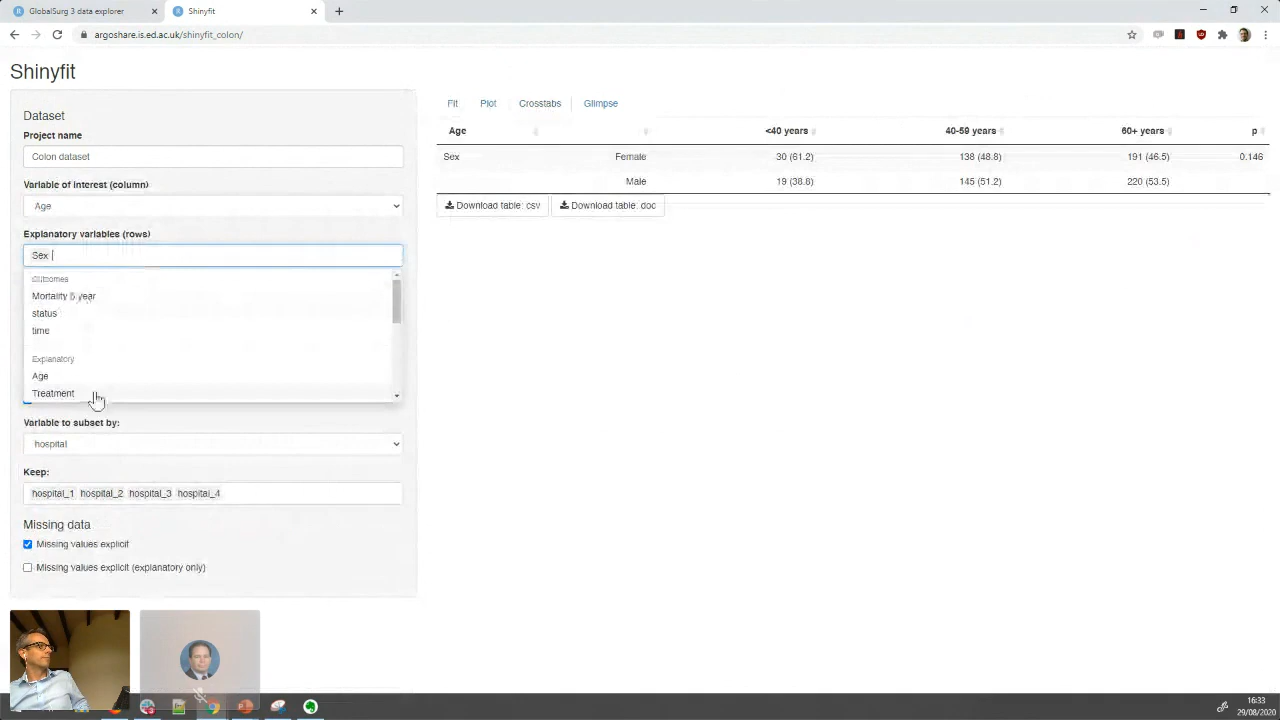 GlobalSurg 3 data explorer
Shinyfit
argoshare.is.ed.ac.uk/shinyfit_colon/
Shinyfit
Dataset
Project name
Colon dataset
Variable of interest (column)
Age
Explanatory variables (rows)
Sex
Outcomes
Mortality 5 year
status
time
Explanatory
Age
Treatment
Variable to subset by:
hospital
Keep:
hospital_1 hospital_2 hospital_3 hospital_4
Missing data
Missing values explicit
Missing values explicit (explanatory only)
Fit Plot Crosstabs Glimpse
Age <40 years 40-59 years 60+ years p
Sex Female 30 (61.2) 138 (48.8) 191 (46.5) 0.146
Male 19 (38.8) 145 (51.2) 220 (53.5)
Download table: csv Download table: doc
16:33
29/08/2020